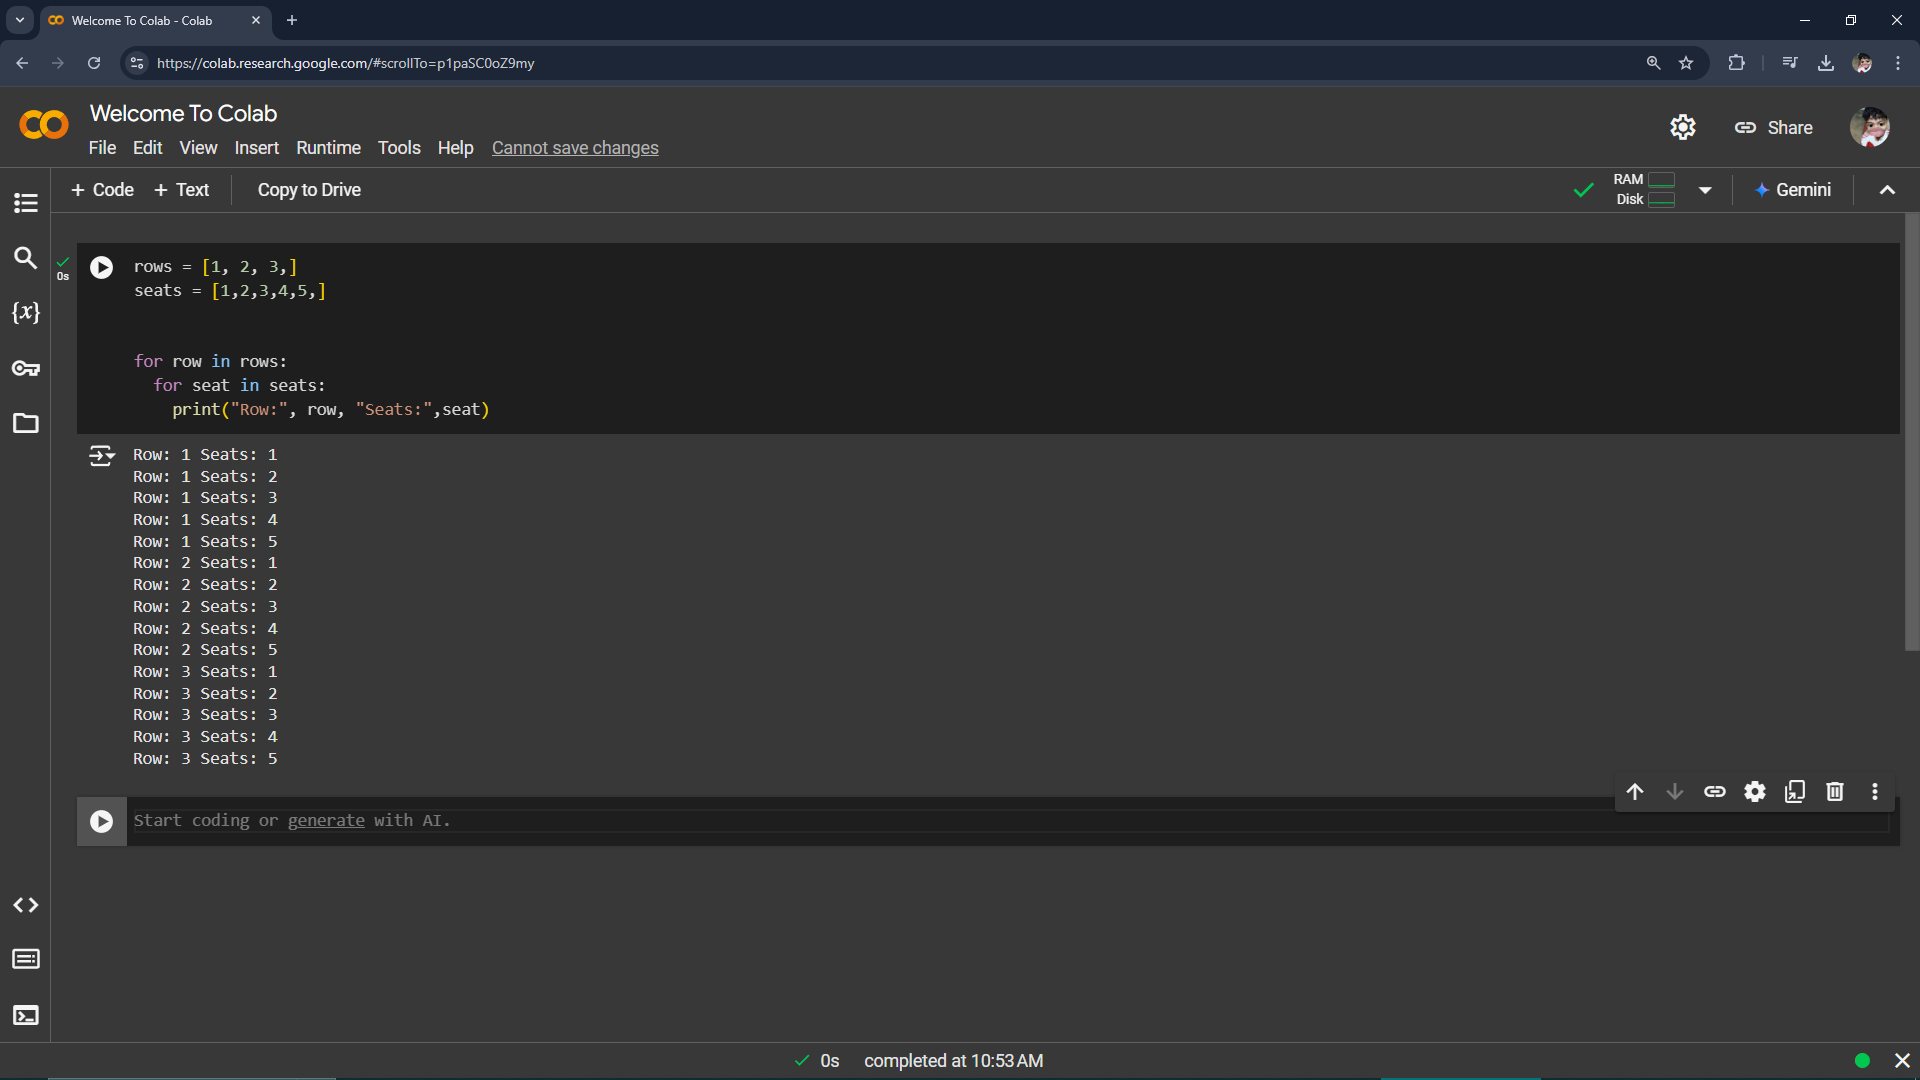 Welcome To Colab - Colab
https://colab.research.google.com/#scrollTo=p1paSC0oZ9my
Welcome To Colab
Share
File Edit View Insert Runtime Tools Help Cannot save changes
+ Code + Text Copy to Drive
RAM
Disk
Gemini
0s
rows = [1, 2, 3,]
seats = [1,2,3,4,5,]
for row in rows:
  for seat in seats:
    print("Row:", row, "Seats:",seat)
Row: 1 Seats: 1
Row: 1 Seats: 2
Row: 1 Seats: 3
Row: 1 Seats: 4
Row: 1 Seats: 5
Row: 2 Seats: 1
Row: 2 Seats: 2
Row: 2 Seats: 3
Row: 2 Seats: 4
Row: 2 Seats: 5
Row: 3 Seats: 1
Row: 3 Seats: 2
Row: 3 Seats: 3
Row: 3 Seats: 4
Row: 3 Seats: 5
Start coding or generate with AI.
0s completed at 10:53 AM